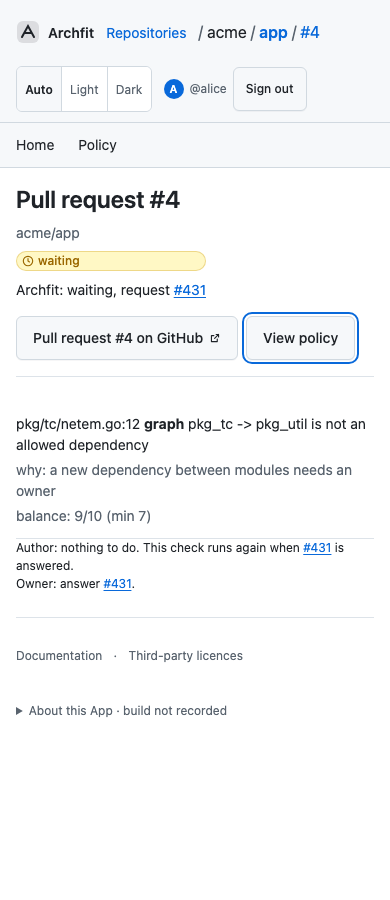 Archfit Repositories / acme / app / #4
Auto Light Dark A @alice Sign out
Home Policy
Pull request #4
acme/app
waiting
Archfit: waiting, request #431
Pull request #4 on GitHub View policy
pkg/tc/netem.go:12 graph pkg_tc -> pkg_util is not an
allowed dependency
why: a new dependency between modules needs an
owner
balance: 9/10 (min 7)
Author: nothing to do. This check runs again when #431 is
answered.
Owner: answer #431.
Documentation · Third-party licences
About this App · build not recorded